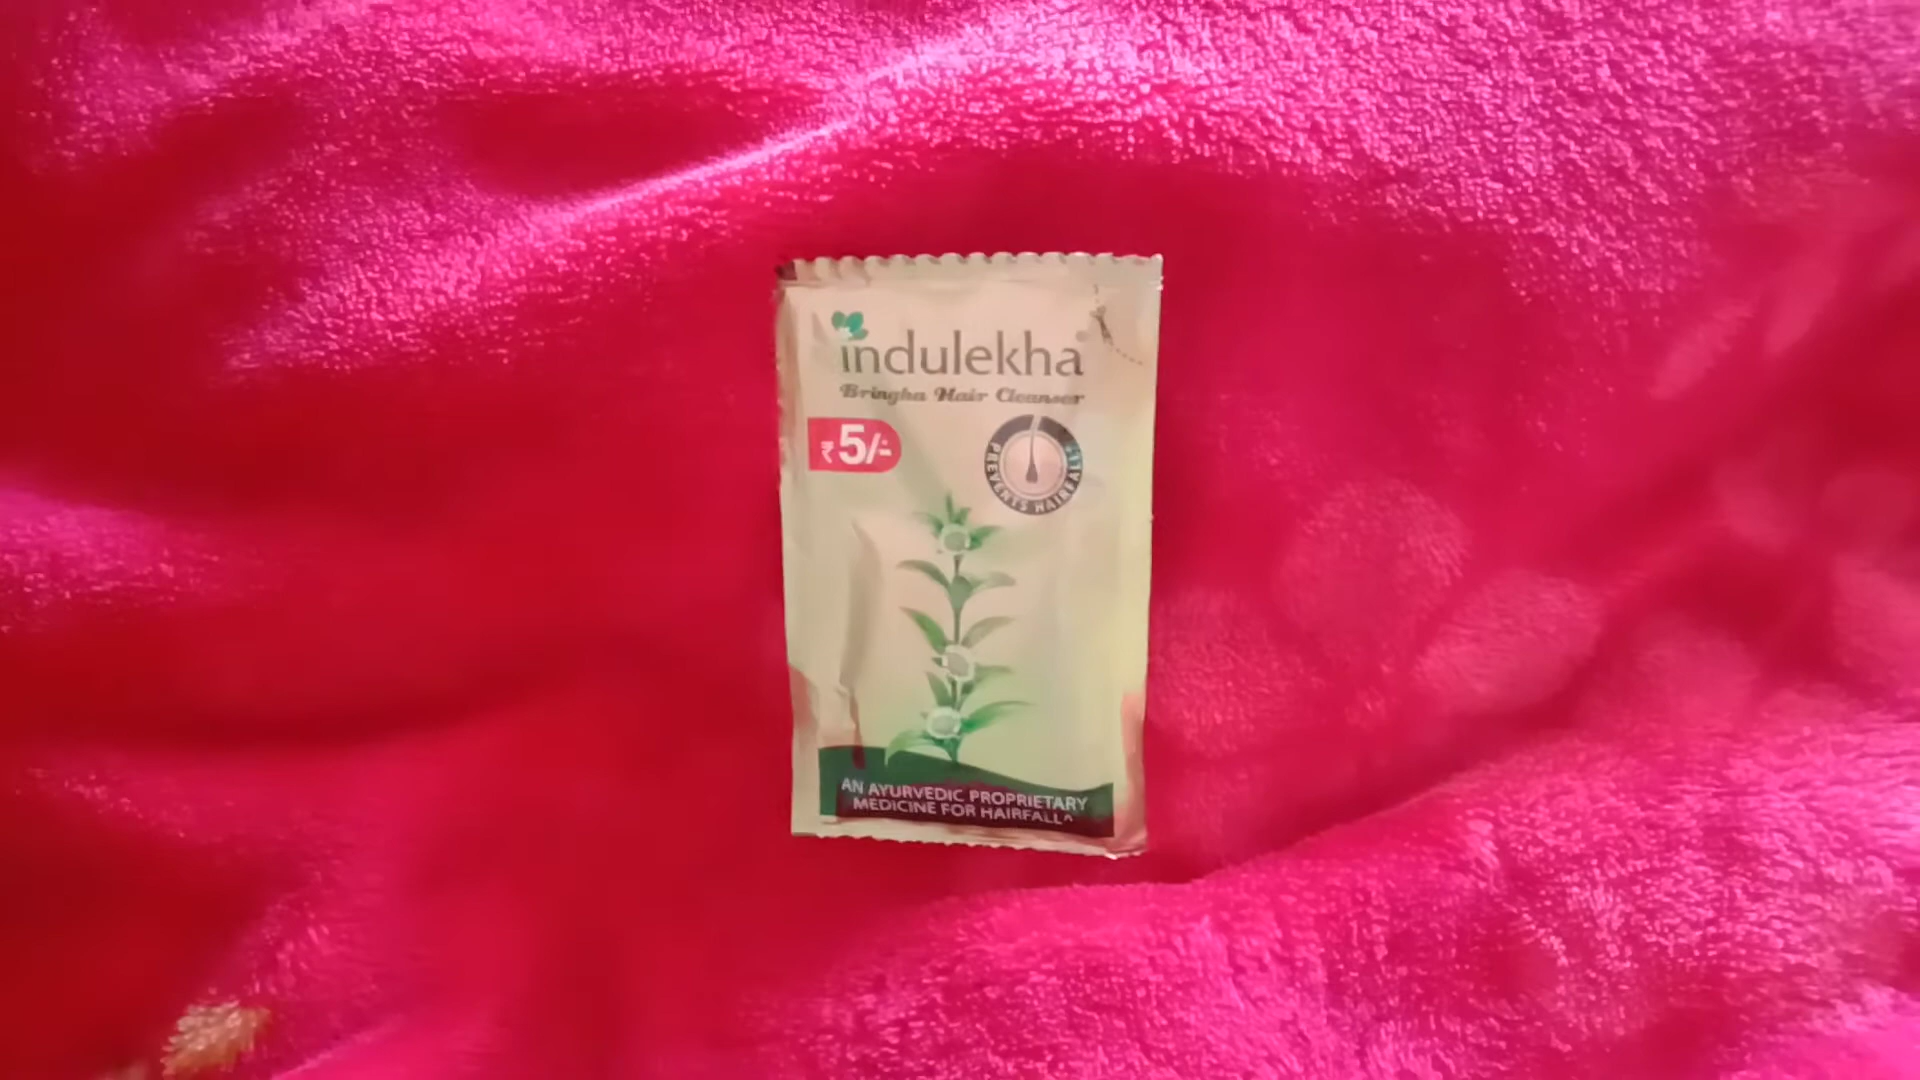 indulekha
Bringha Hair Cleanser
₹5/-
PREVENTS HAIRFALL^
AN AYURVEDIC PROPRIETARY
MEDICINE FOR HAIRFALL^